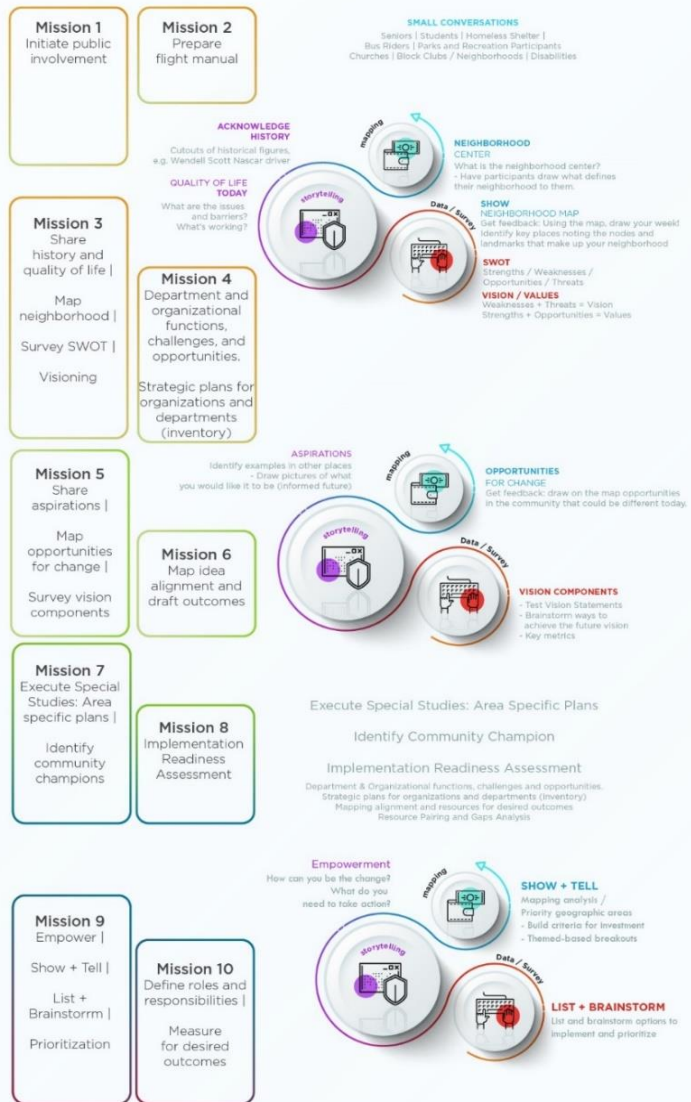 Mission 1
Initiate public
involvement
Mission 2
Prepare
flight manual
SMALL CONVERSATIONS
Seniors | Students | Homeless Shelter |
Bus Riders | Parks and Recreation Participants
Churches | Block Clubs / Neighborhoods | Disabilities
ACKNOWLEDGE
HISTORY
Cutouts of historical figures,
e.g. Wendell Scott Nascar driver
QUALITY OF LIFE
TODAY
What are the issues
and barriers?
What's working?
storytelling
mapping
Data / Survey
NEIGHBORHOOD
CENTER
What is the neighborhood center?
- Have participants draw what defines
their neighborhood to them.
SHOW
NEIGHBORHOOD MAP
Get feedback: Using the map, draw your week!
Identify key places noting the nodes and
landmarks that make up your neighborhood
SWOT
Strengths / Weaknesses /
Opportunities / Threats
VISION / VALUES
Weaknesses + Threats = Vision
Strengths + Opportunities = Values
Mission 3
Share
history and
quality of life |
Map
neighborhood |
Survey SWOT |
Visioning
Mission 4
Department and
organizational
functions,
challenges, and
opportunities.
Strategic plans for
organizations and
departments
(inventory)
Mission 5
Share
aspirations |
Map
opportunities
for change |
Survey vision
components
Mission 6
Map idea
alignment and
draft outcomes
ASPIRATIONS
Identify examples in other places
- Draw pictures of what
you would like it to be (informed future)
storytelling
mapping
Data / Survey
OPPORTUNITIES
FOR CHANGE
Get feedback: draw on the map opportunities
in the community that could be different today.
VISION COMPONENTS
- Test Vision Statements
- Brainstorm ways to
achieve the future vision
- Key metrics
Mission 7
Execute Special
Studies: Area
specific plans |
Identify
community
champions
Mission 8
Implementation
Readiness
Assessment
Execute Special Studies: Area Specific Plans
Identify Community Champion
Implementation Readiness Assessment
Department & Organizational functions, challenges and opportunities.
Strategic plans for organizations and departments (inventory)
Mapping alignment and resources for desired outcomes
Resource Pairing and Gaps Analysis
Mission 9
Empower |
Show + Tell |
List +
Brainstorrm |
Prioritization
Mission 10
Define roles and
responsibilities |
Measure
for desired
outcomes
Empowerment
How can you be the change?
What do you
need to take action?
storytelling
mapping
Data / Survey
SHOW + TELL
Mapping analysis /
Priority geographic areas
- Build criteria for investment
- Themed-based breakouts
LIST + BRAINSTORM
List and brainstorm options to
implement and prioritize